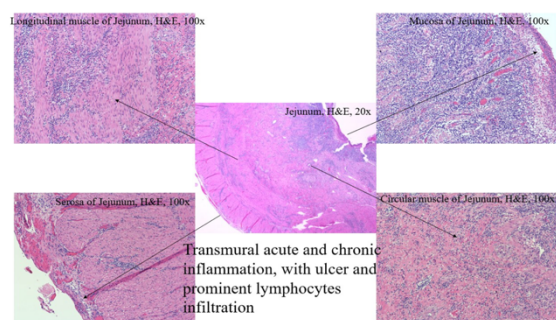 Longitudinal muscle of Jejunum, H&E, 100x
Mucosa of Jejunum, H&E, 100x
Jejunum, H&E, 20x
Serosa of Jejunum, H&E, 100x
Circular muscle of Jejunum, H&E, 100x
Transmural acute and chronic
inflammation, with ulcer and
prominent lymphocytes
infiltration